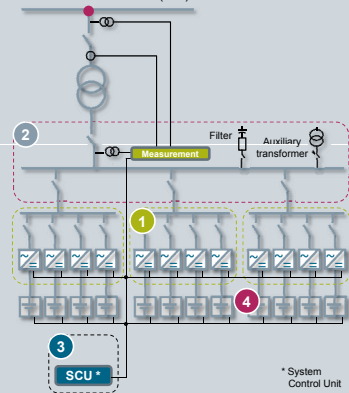 2
Filter
Auxiliary
transformer
Measurement
1
4
3
SCU *
* System
Control Unit